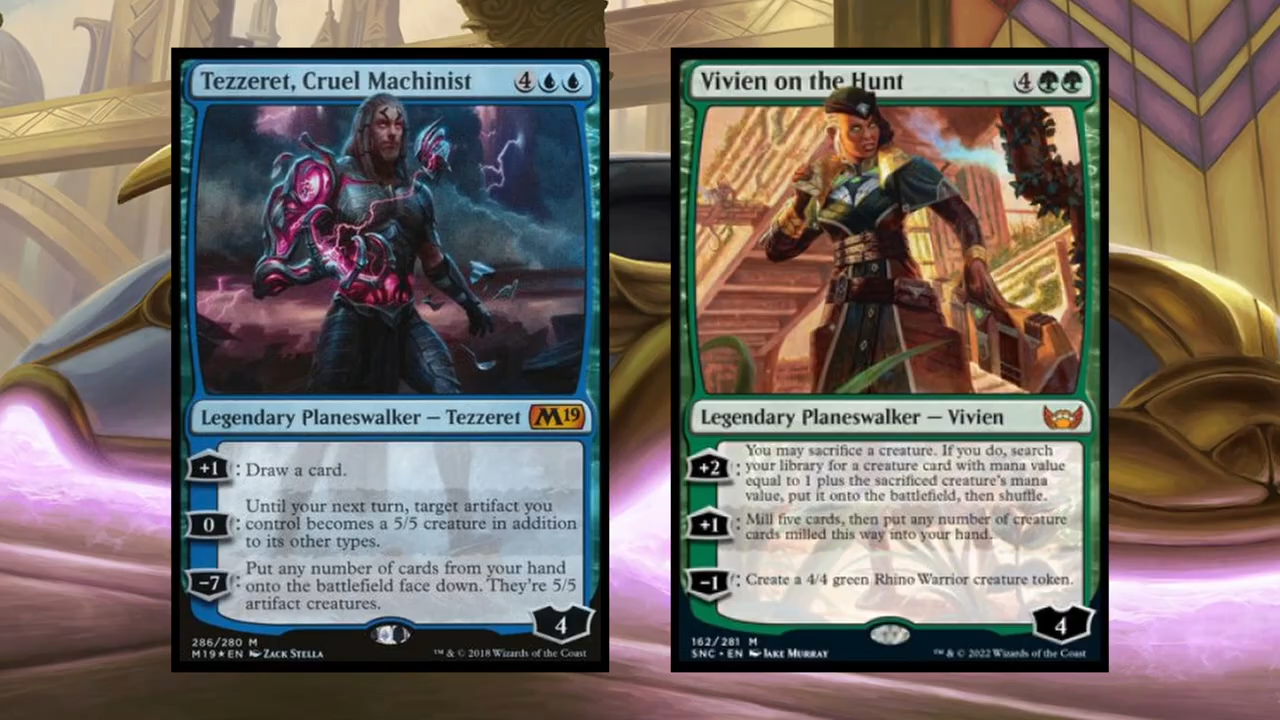 Tezzeret, Cruel Machinist 4
Legendary Planeswalker – Tezzeret M19
+1 : Draw a card.
0 : Until your next turn, target artifact you
control becomes a 5/5 creature in addition
to its other types.
-7 : Put any number of cards from your hand
onto the battlefield face down. They're 5/5
artifact creatures.
4
286/280 M
M19 ★ EN Zack Stella
™ & © 2018 Wizards of the Coast
Vivien on the Hunt 4
Legendary Planeswalker – Vivien
+2 : You may sacrifice a creature. If you do, search
your library for a creature card with mana value
equal to 1 plus the sacrificed creature's mana
value, put it onto the battlefield, then shuffle.
+1 : Mill five cards, then put any number of creature
cards milled this way into your hand.
-1 : Create a 4/4 green Rhino Warrior creature token.
4
162/281 M
SNC • EN Jake Murray
™ & © 2022 Wizards of the Coast